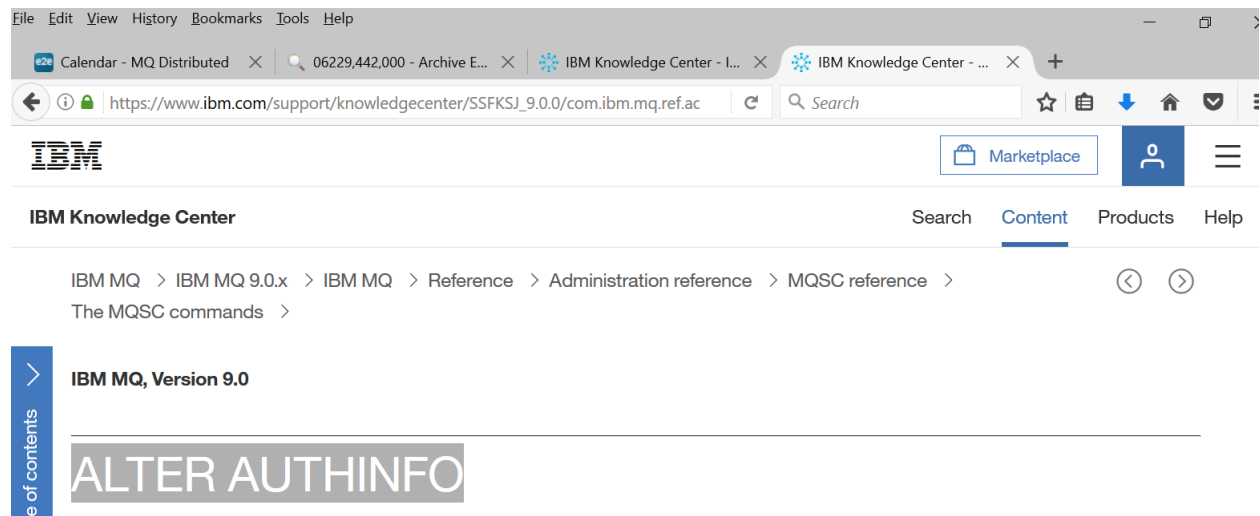 File Edit View History Bookmarks Tools Help
e2e Calendar - MQ Distributed 06229,442,000 - Archive E... IBM Knowledge Center - I... IBM Knowledge Center - ...
https://www.ibm.com/support/knowledgecenter/SSFKSJ_9.0.0/com.ibm.mq.ref.ac Search
IBM Marketplace
IBM Knowledge Center Search Content Products Help
IBM MQ > IBM MQ 9.0.x > IBM MQ > Reference > Administration reference > MQSC reference >
The MQSC commands >
IBM MQ, Version 9.0
e of contents
ALTER AUTHINFO